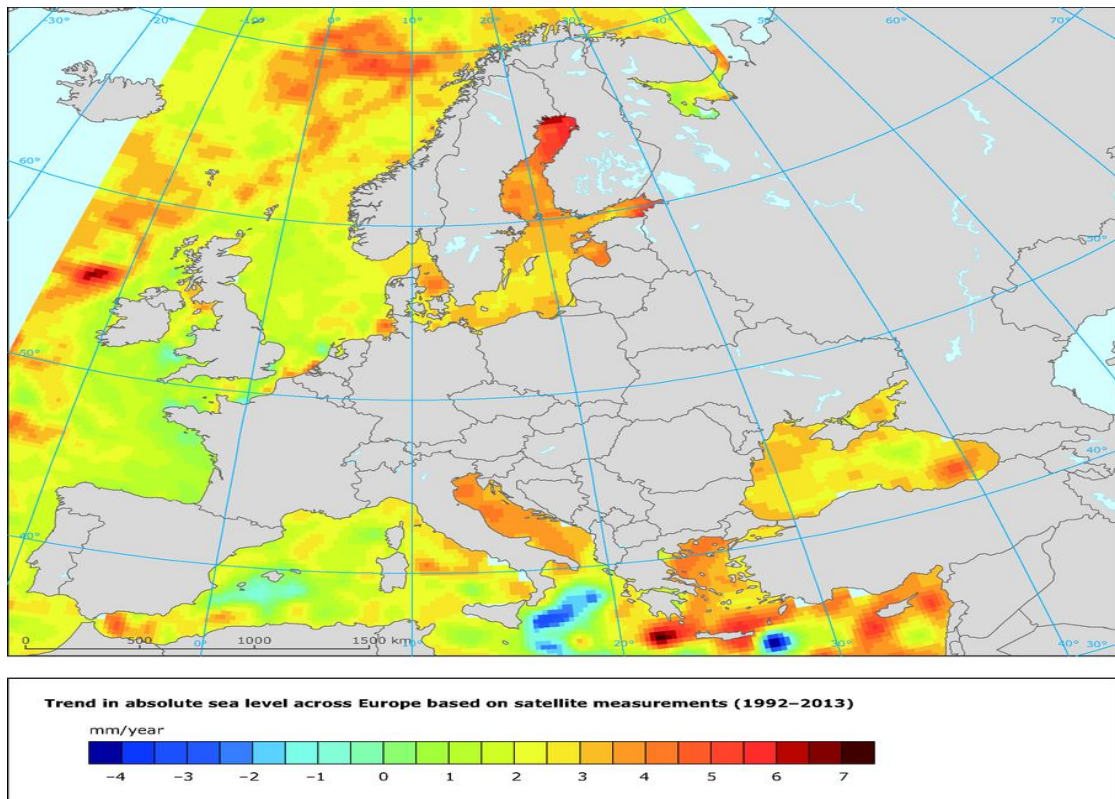 -30° -20° -10° 0° 10° 20° 30° 40° 50° 60° 70°
60°
50°
50°
40°
40°
0 500 1000 1500 km
0° 10° 20° 30° 40° 30°
Trend in absolute sea level across Europe based on satellite measurements (1992–2013)
mm/year
−4 −3 −2 −1 0 1 2 3 4 5 6 7